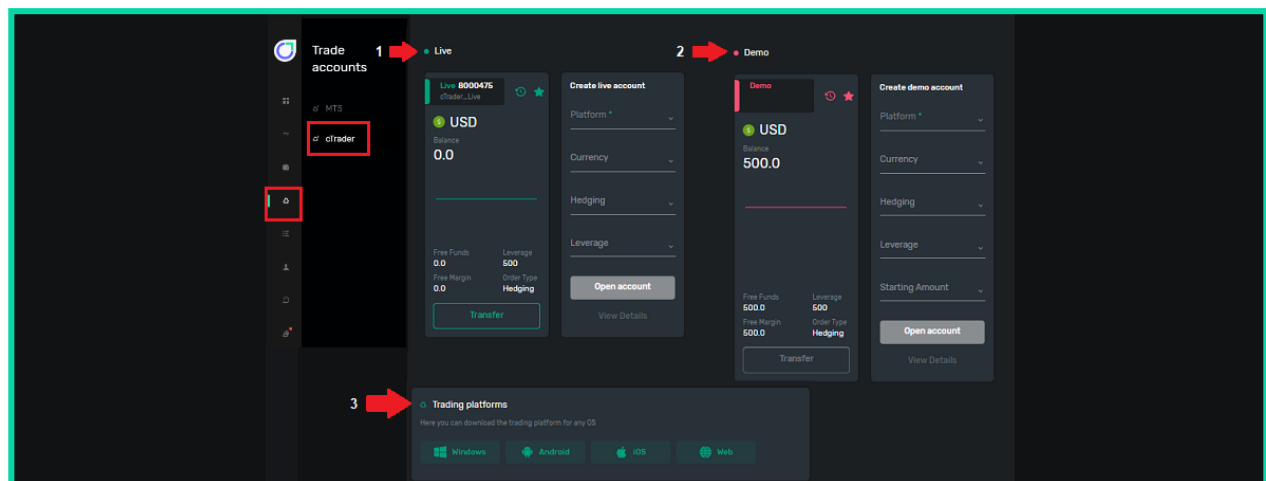 Trade
accounts
MT5
cTrader
1
Live
Live 8000475
cTrader_Live
USD
Balance
0.0
Free Funds
0.0
Leverage
500
Free Margin
0.0
Order Type
Hedging
Transfer
Create live account
Platform *
Currency
Hedging
Leverage
Open account
View Details
2
Demo
Demo
USD
Balance
500.0
Free Funds
500.0
Leverage
500
Free Margin
500.0
Order Type
Hedging
Transfer
Create demo account
Platform *
Currency
Hedging
Leverage
Starting Amount
Open account
View Details
3
Trading platforms
Here you can download the trading platform for any OS
Windows
Android
iOS
Web